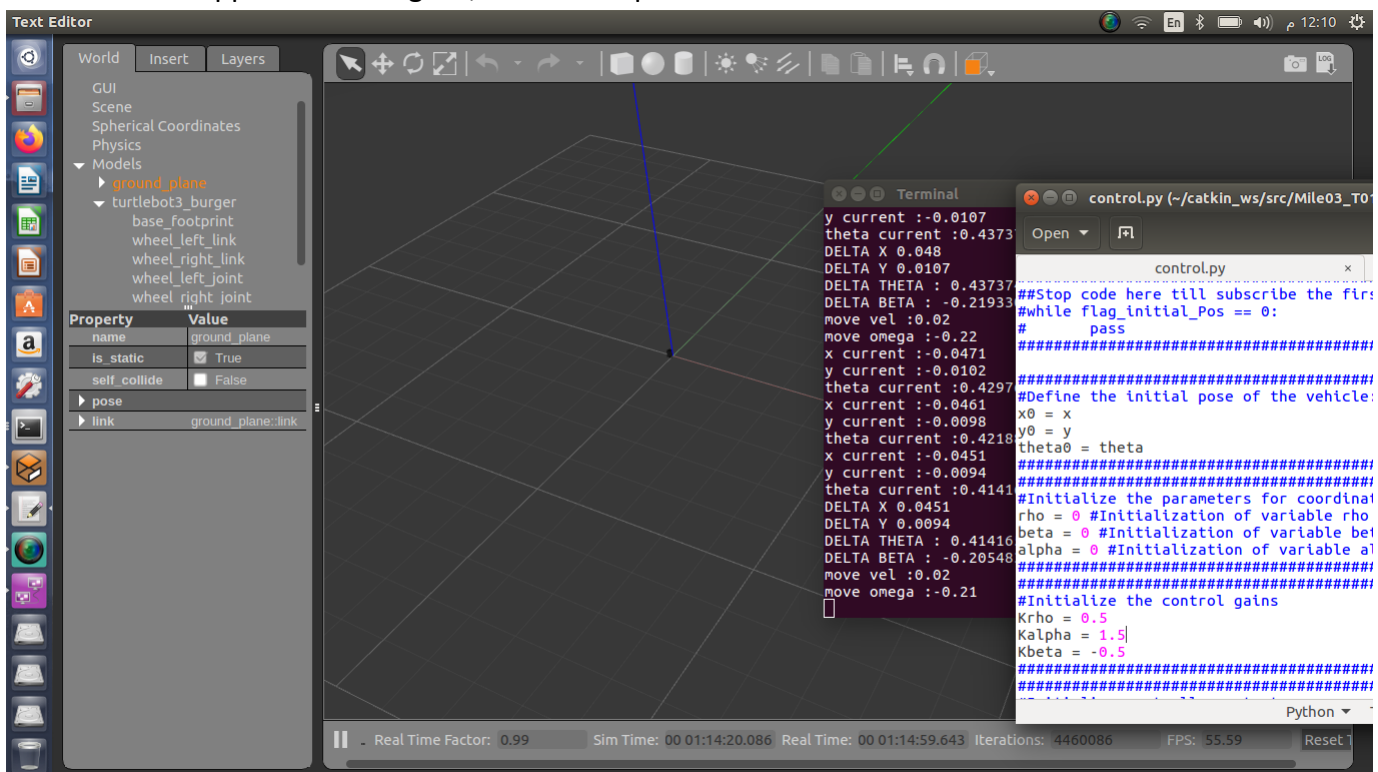 Text Editor
En
م 12:10
World Insert Layers
LOG
GUI
Scene
Spherical Coordinates
Physics
Models
ground_plane
turtlebot3_burger
base_footprint
wheel_left_link
wheel_right_link
wheel_left_joint
wheel_right_joint
Property Value
name ground_plane
is_static True
self_collide False
pose
link ground_plane::link
Terminal
y current :-0.0107
theta current :0.4373
DELTA X 0.048
DELTA Y 0.0107
DELTA THETA : 0.43737
DELTA BETA : -0.21933
move vel :0.02
move omega :-0.22
x current :-0.0471
y current :-0.0102
theta current :0.4297
x current :-0.0461
y current :-0.0098
theta current :0.4218
x current :-0.0451
y current :-0.0094
theta current :0.4141
DELTA X 0.0451
DELTA Y 0.0094
DELTA THETA : 0.41416
DELTA BETA : -0.20548
move vel :0.02
move omega :-0.21
control.py (~/catkin_ws/src/Mile03_T01
Open
control.py ×
##Stop code here till subscribe the firs
#while flag_initial_Pos == 0:
# pass
########################################
########################################
#Define the initial pose of the vehicle:
x0 = x
y0 = y
theta0 = theta
########################################
########################################
#Initialize the parameters for coordinat
rho = 0 #Initialization of variable rho
beta = 0 #Initialization of variable bet
alpha = 0 #Initialization of variable al
########################################
########################################
#Initialize the control gains
Krho = 0.5
Kalpha = 1.5
Kbeta = -0.5
########################################
########################################
Python
Real Time Factor: 0.99 Sim Time: 00 01:14:20.086 Real Time: 00 01:14:59.643 Iterations: 4460086 FPS: 55.59 Reset T